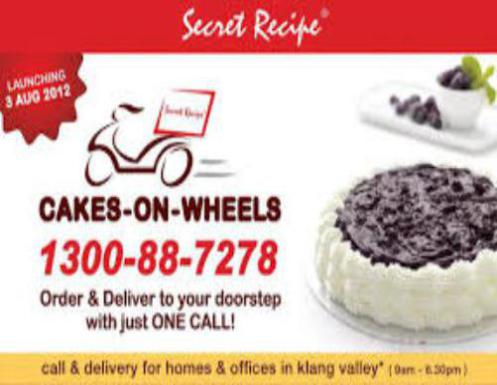 Secret Recipe®
LAUNCHING
3 AUG 2012
Secret Recipe
CAKES-ON-WHEELS
1300-88-7278
Order & Deliver to your doorstep
with just ONE CALL!
call & delivery for homes & offices in klang valley* (9am - 6.30pm)